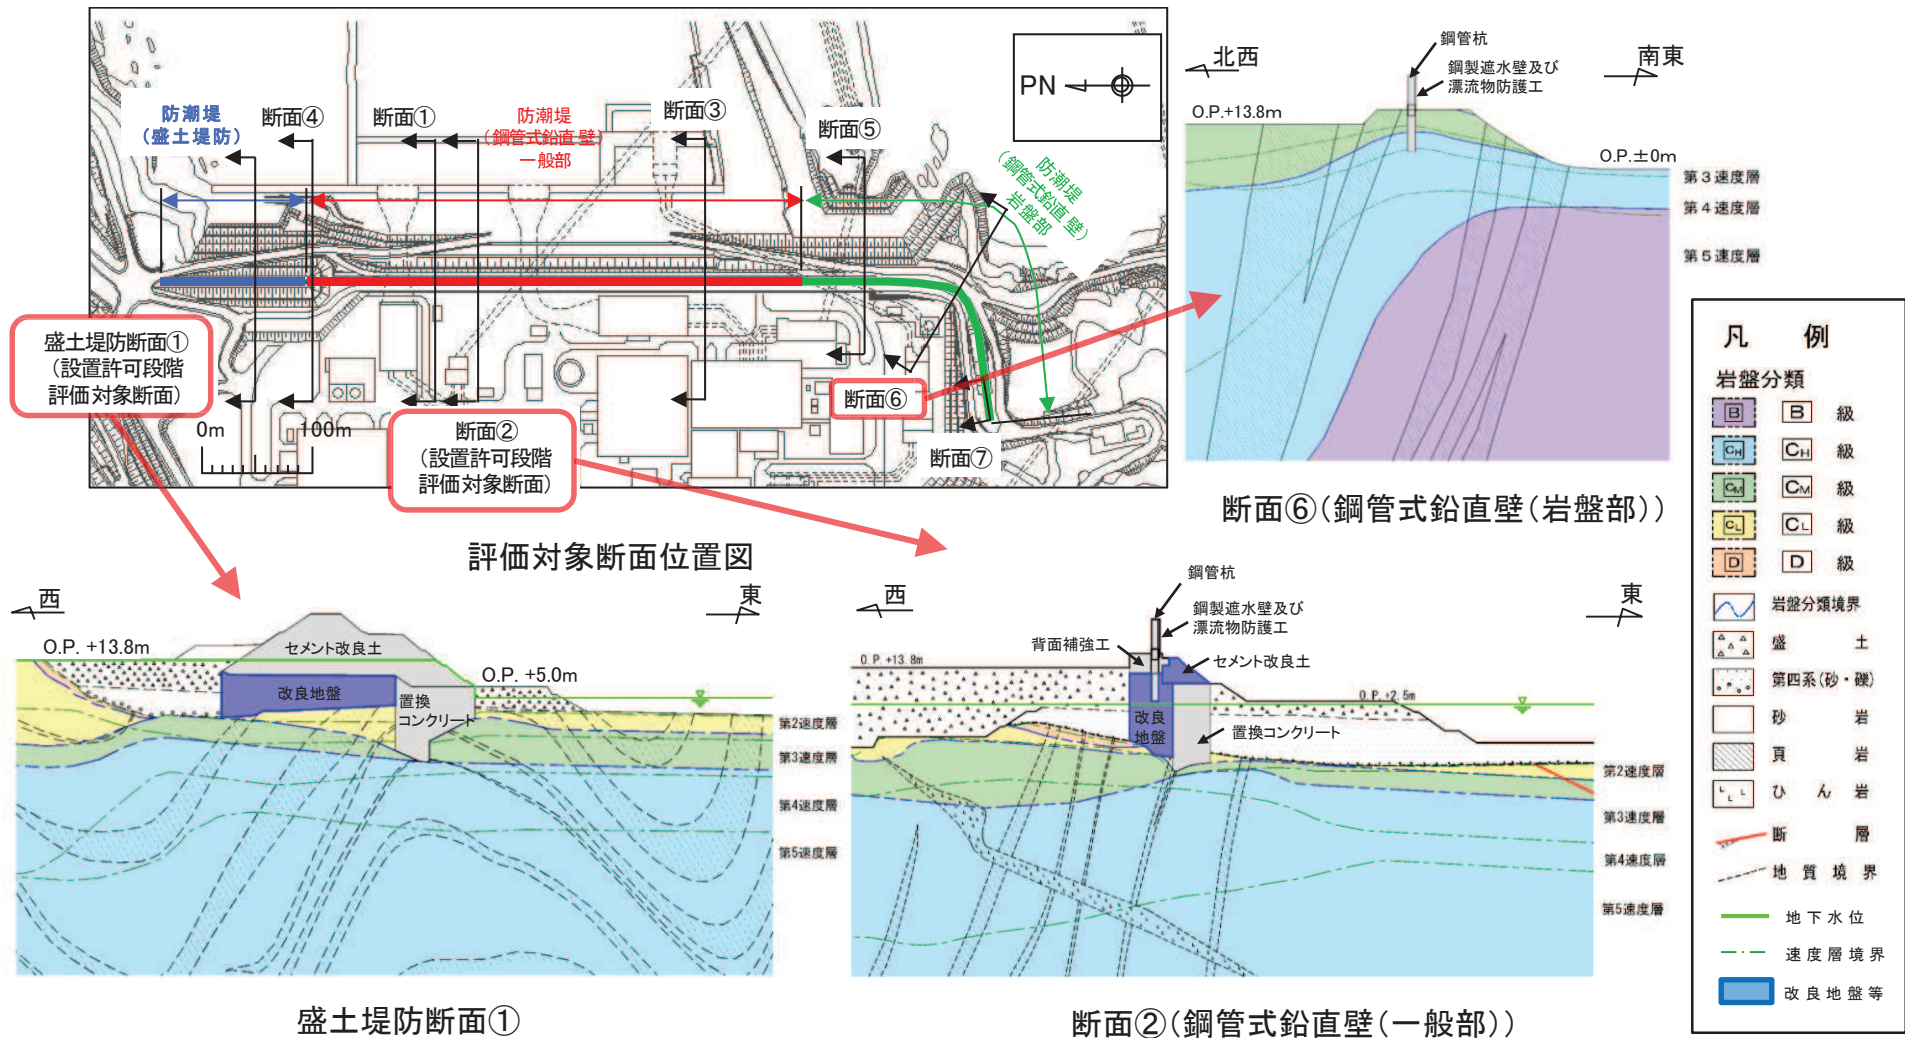 防潮堤
(盛土堤防)
断面④
断面①
防潮堤
(鋼管式鉛直壁)
一般部
断面③
断面⑤
PN
防潮堤
(鋼管式鉛直壁)
岩盤部
盛土堤防断面①
(設置許可段階
評価対象断面)
0m
100m
断面②
(設置許可段階
評価対象断面)
断面⑥
断面⑦
評価対象断面位置図
北西
南東
鋼管杭
鋼製遮水壁及び
漂流物防護工
O.P.+13.8m
O.P.±0m
第3速度層
第4速度層
第5速度層
断面⑥(鋼管式鉛直壁(岩盤部))
西
東
O.P. +13.8m
セメント改良土
O.P. +5.0m
改良地盤
置換
コンクリート
第2速度層
第3速度層
第4速度層
第5速度層
盛土堤防断面①
西
東
鋼管杭
鋼製遮水壁及び
漂流物防護工
背面補強工
セメント改良土
O.P. +13.8m
O.P.+2.5m
改良
地盤
置換コンクリート
第2速度層
第3速度層
第4速度層
第5速度層
断面②(鋼管式鉛直壁(一般部))
凡 例
岩盤分類
B B 級
CH CH 級
CM CM 級
CL CL 級
D D 級
岩盤分類境界
盛 土
第四系(砂・礫)
砂 岩
頁 岩
ひ ん 岩
断 層
地 質 境 界
地 下 水 位
速 度 層 境 界
改 良 地 盤 等